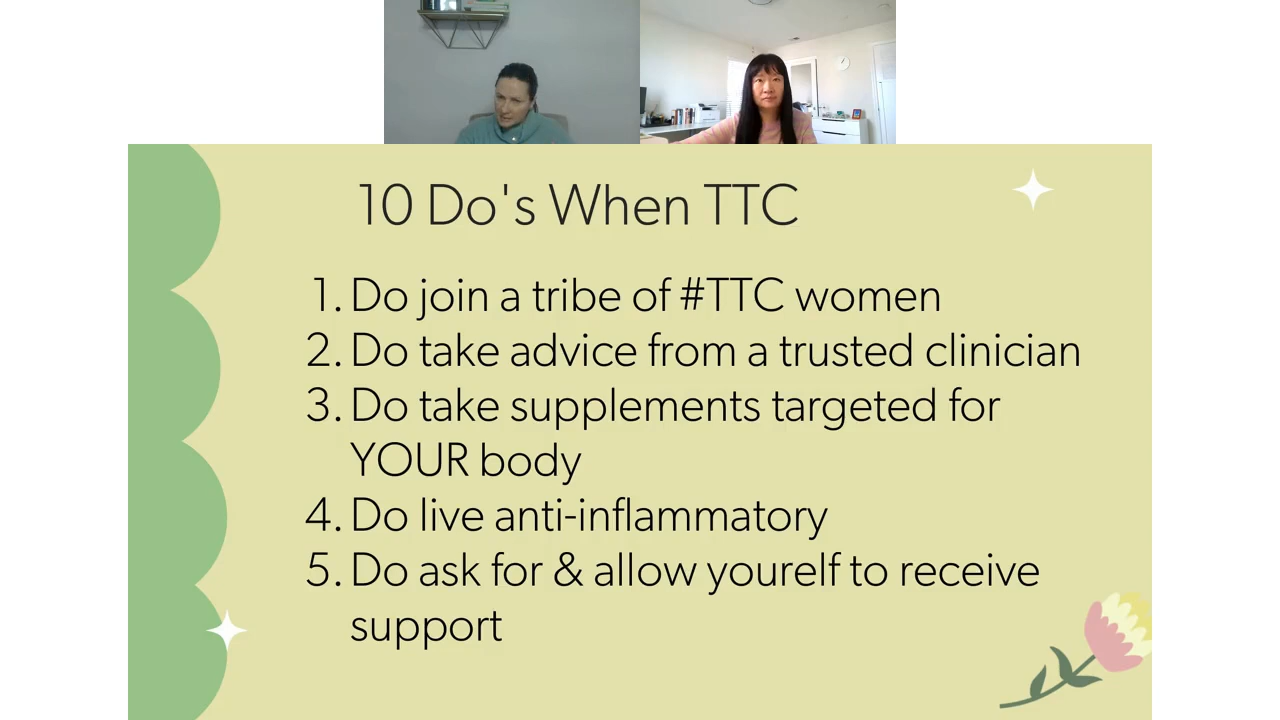 10 Do's When TTC
1. Do join a tribe of #TTC women
2. Do take advice from a trusted clinician
3. Do take supplements targeted for
YOUR body
4. Do live anti-inflammatory
5. Do ask for & allow yourelf to receive
support